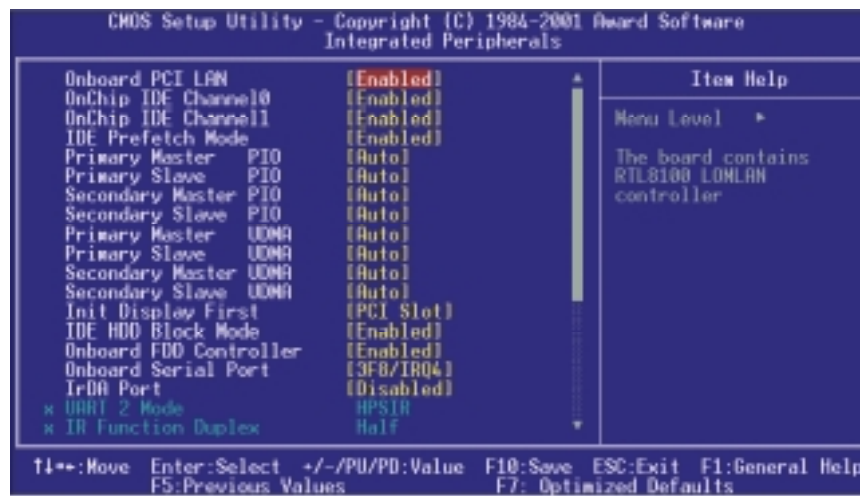 CMOS Setup Utility - Copyright (C) 1984-2001 Award Software
Integrated Peripherals
Onboard PCI LAN [Enabled]
OnChip IDE Channel0 [Enabled]
OnChip IDE Channel1 [Enabled]
IDE Prefetch Mode [Enabled]
Primary Master PIO [Auto]
Primary Slave PIO [Auto]
Secondary Master PIO [Auto]
Secondary Slave PIO [Auto]
Primary Master UDMA [Auto]
Primary Slave UDMA [Auto]
Secondary Master UDMA [Auto]
Secondary Slave UDMA [Auto]
Init Display First [PCI Slot]
IDE HDD Block Mode [Enabled]
Onboard FDD Controller [Enabled]
Onboard Serial Port [3F8/IRQ4]
IrDA Port [Disabled]
x UART 2 Mode HPSIR
x IR Function Duplex Half
Item Help
Menu Level ►
The board contains
RTL8100 LOMLAN
controller
↑↓→←:Move Enter:Select +/-/PU/PD:Value F10:Save ESC:Exit F1:General Help
F5:Previous Values F7: Optimized Defaults